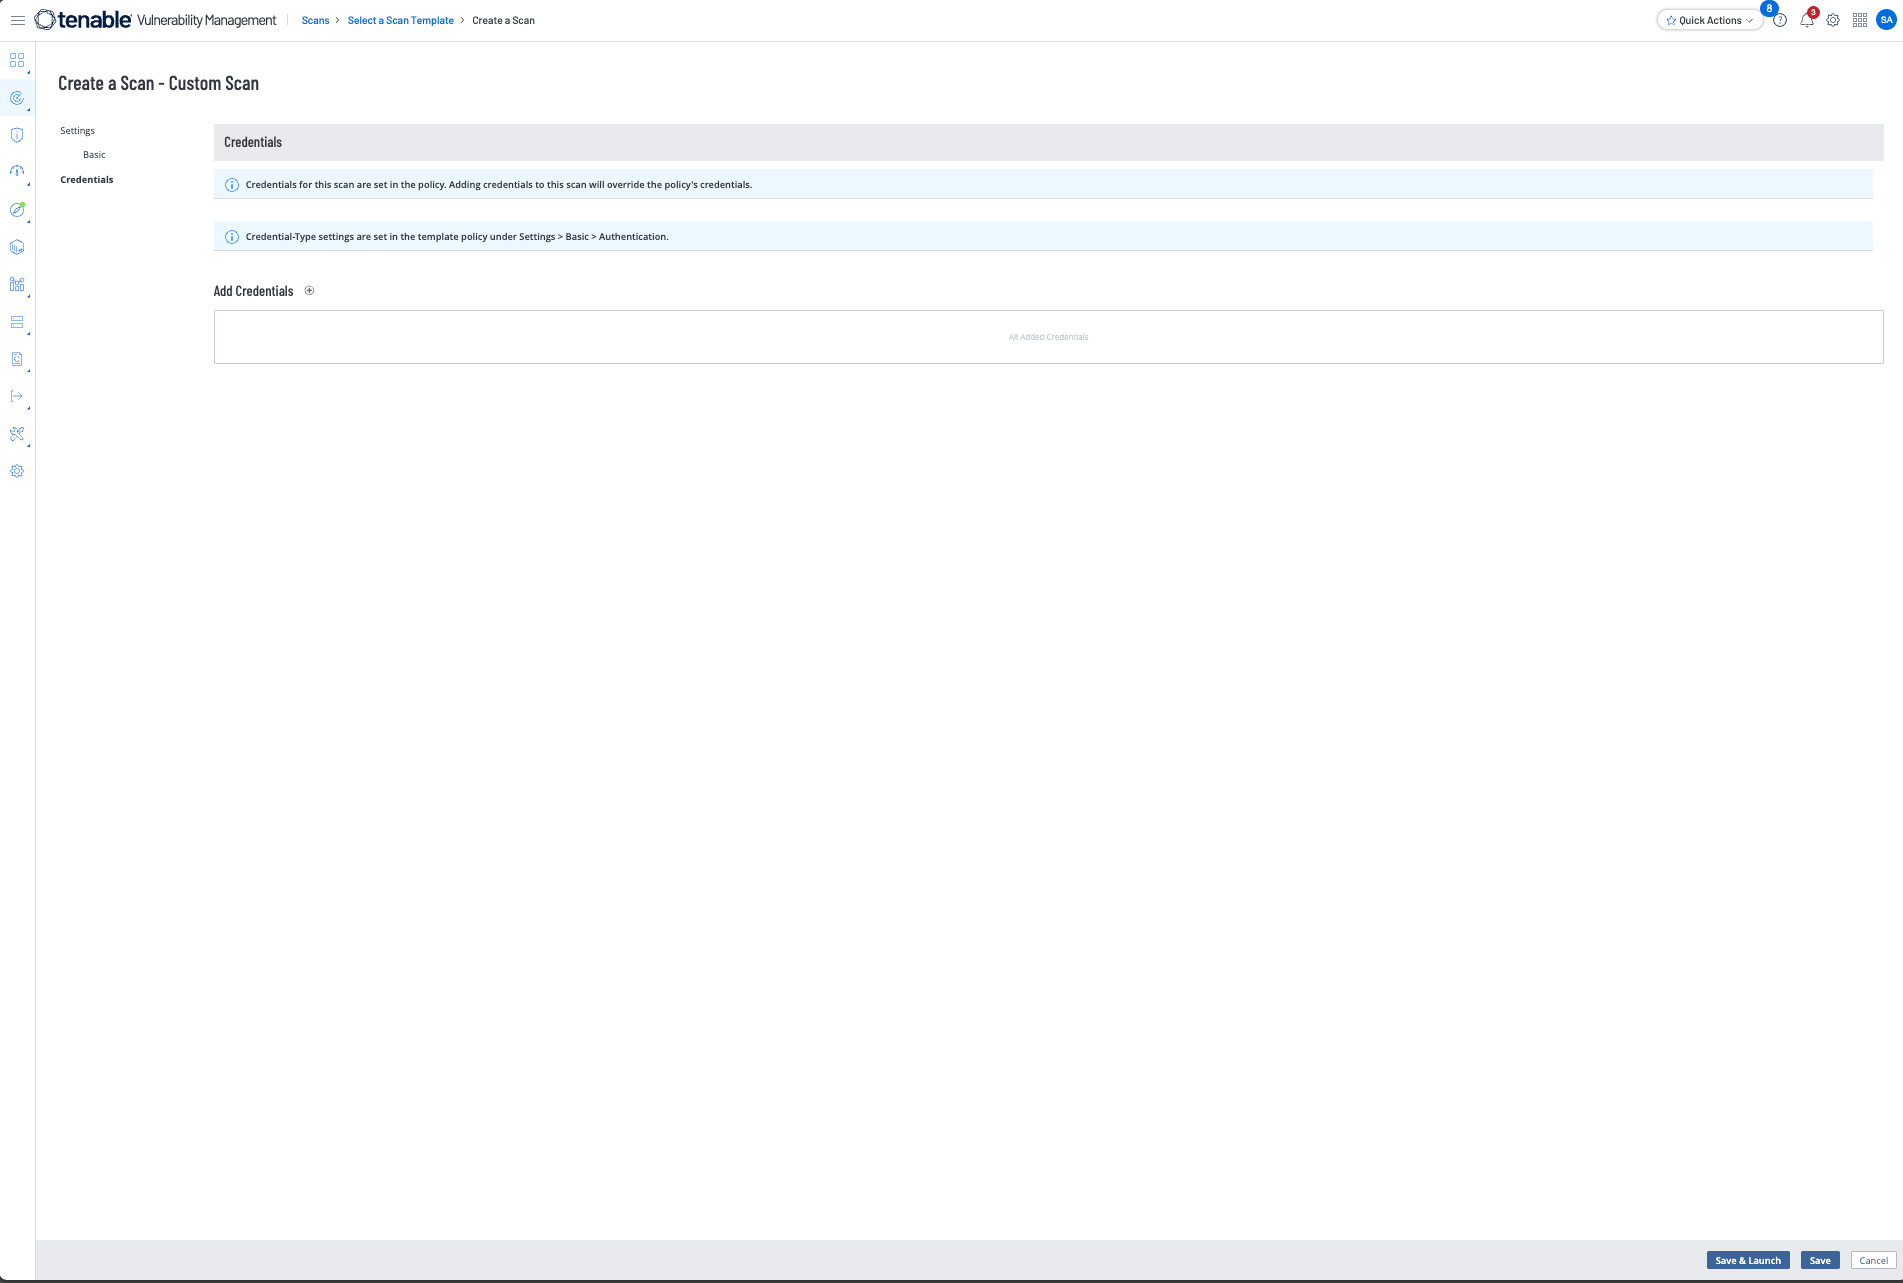 tenable Vulnerability Management
Scans > Select a Scan Template > Create a Scan
Quick Actions
8
?
3
SA
Create a Scan - Custom Scan
Settings
Basic
Credentials
Credentials
Credentials for this scan are set in the policy. Adding credentials to this scan will override the policy's credentials.
Credential-Type settings are set in the template policy under Settings > Basic > Authentication.
Add Credentials
All Added Credentials
Save & Launch
Save
Cancel